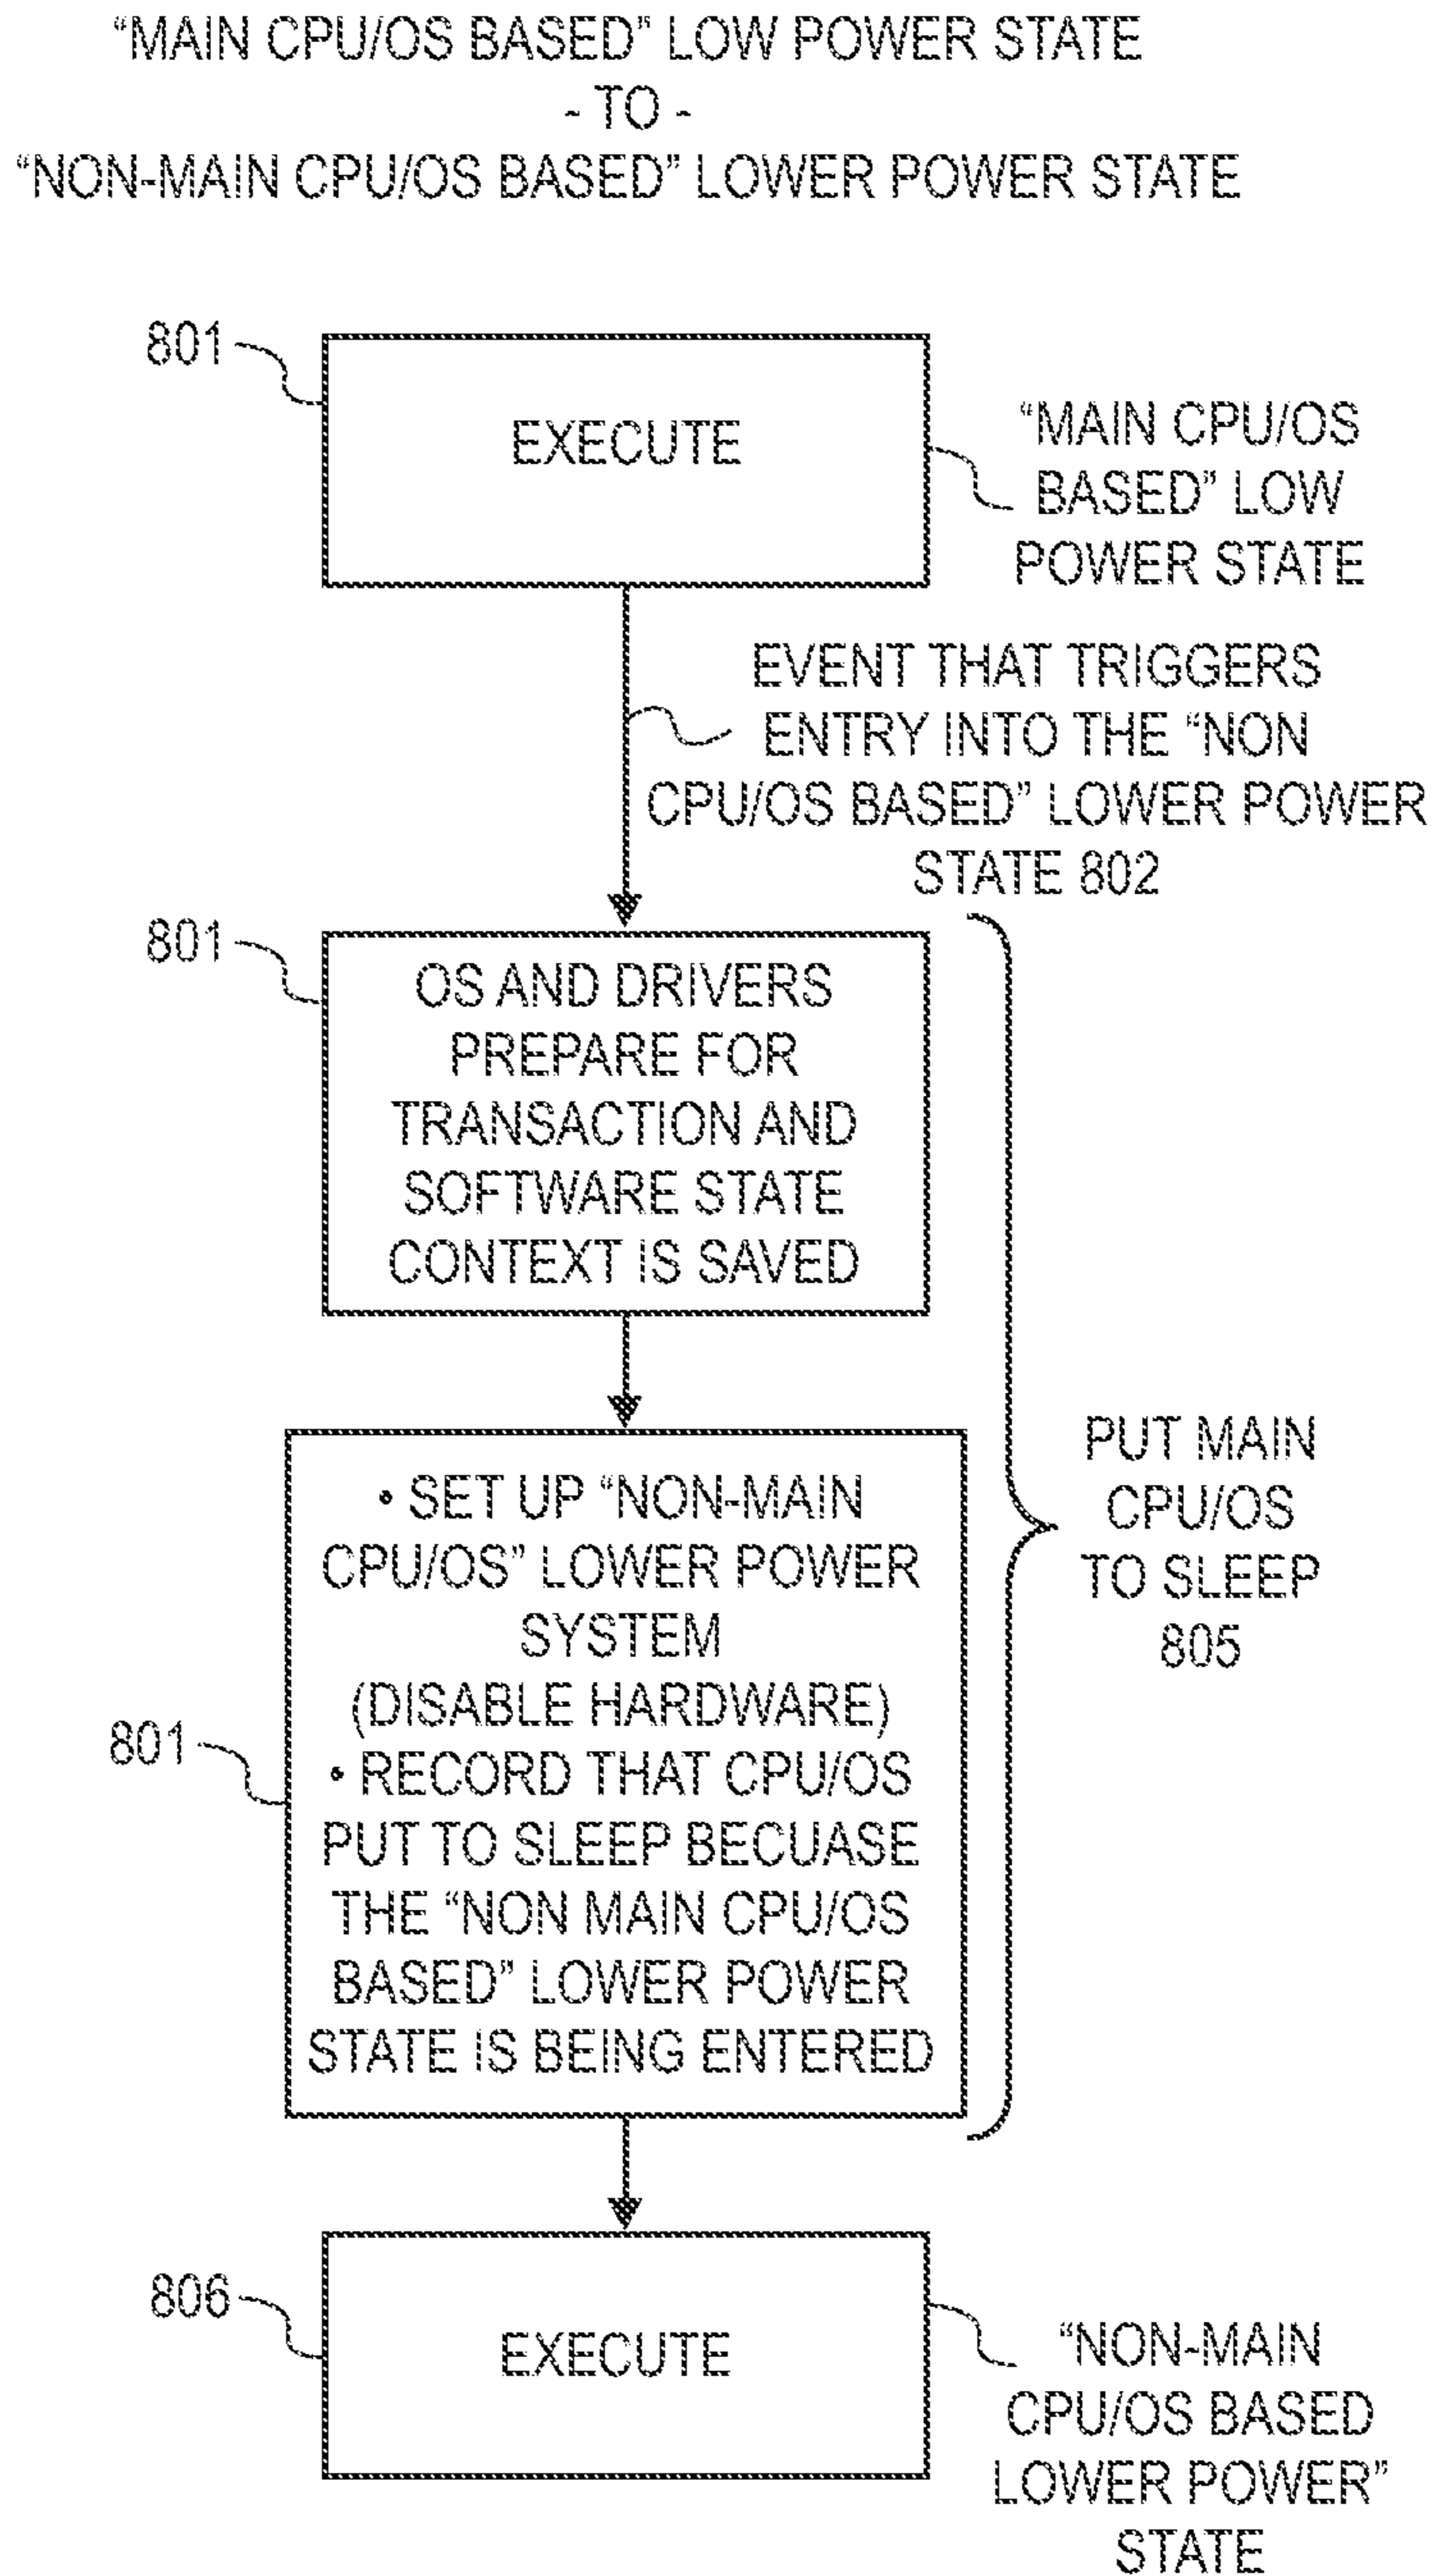 “MAIN CPU/OS BASED” LOW POWER STATE
- TO -
“NON-MAIN CPU/OS BASED” LOWER POWER STATE
801
EXECUTE
“MAIN CPU/OS
BASED” LOW
POWER STATE
EVENT THAT TRIGGERS
ENTRY INTO THE “NON
CPU/OS BASED” LOWER POWER
STATE 802
801
OS AND DRIVERS
PREPARE FOR
TRANSACTION AND
SOFTWARE STATE
CONTEXT IS SAVED
801
• SET UP “NON-MAIN
CPU/OS” LOWER POWER
SYSTEM
(DISABLE HARDWARE)
• RECORD THAT CPU/OS
PUT TO SLEEP BECUASE
THE “NON MAIN CPU/OS
BASED” LOWER POWER
STATE IS BEING ENTERED
PUT MAIN
CPU/OS
TO SLEEP
805
806
EXECUTE
“NON-MAIN
CPU/OS BASED
LOWER POWER”
STATE